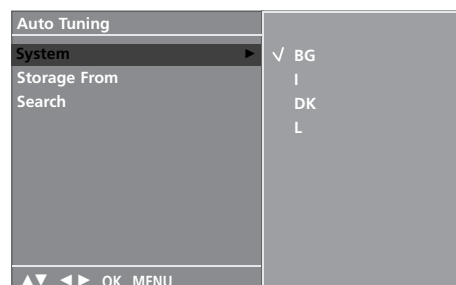 Auto Tuning
System ►
Storage From
Search
√ BG
I
DK
L
▲▼ ◄► OK MENU